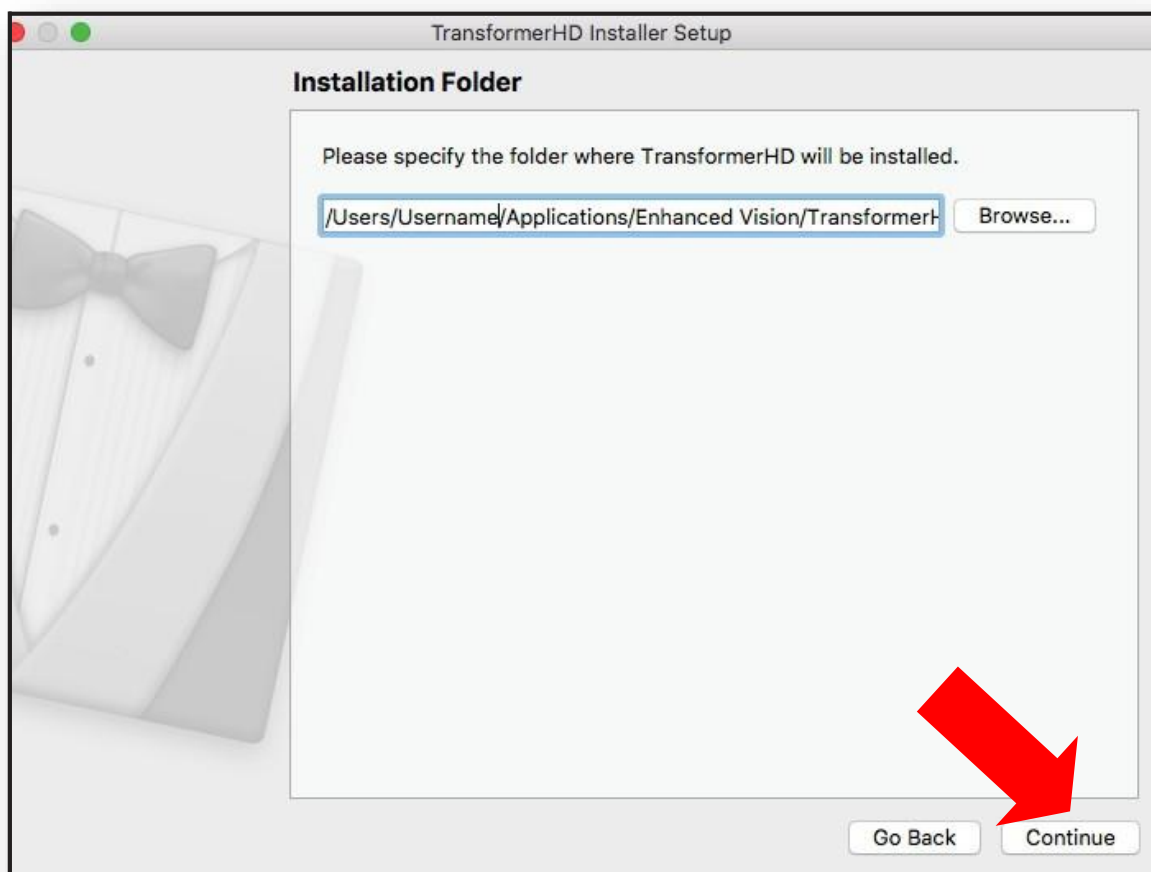 TransformerHD Installer Setup
Installation Folder
Please specify the folder where TransformerHD will be installed.
/Users/Username/Applications/Enhanced Vision/TransformerH
Browse...
Go Back
Continue